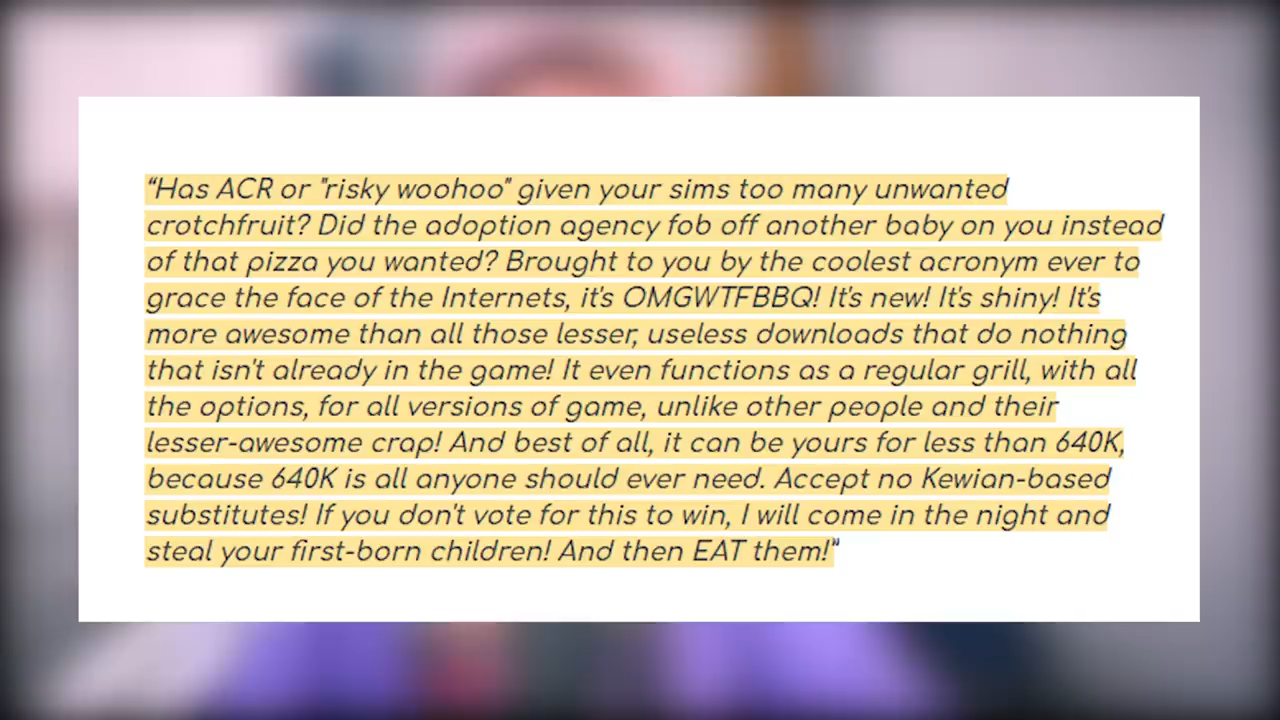 “Has ACR or "risky woohoo" given your sims too many unwanted
crotchfruit? Did the adoption agency fob off another baby on you instead
of that pizza you wanted? Brought to you by the coolest acronym ever to
grace the face of the Internets, it's OMGWTFBBQ! It's new! It's shiny! It's
more awesome than all those lesser, useless downloads that do nothing
that isn't already in the game! It even functions as a regular grill, with all
the options, for all versions of game, unlike other people and their
lesser-awesome crap! And best of all, it can be yours for less than 640K,
because 640K is all anyone should ever need. Accept no Kewian-based
substitutes! If you don't vote for this to win, I will come in the night and
steal your first-born children! And then EAT them!”